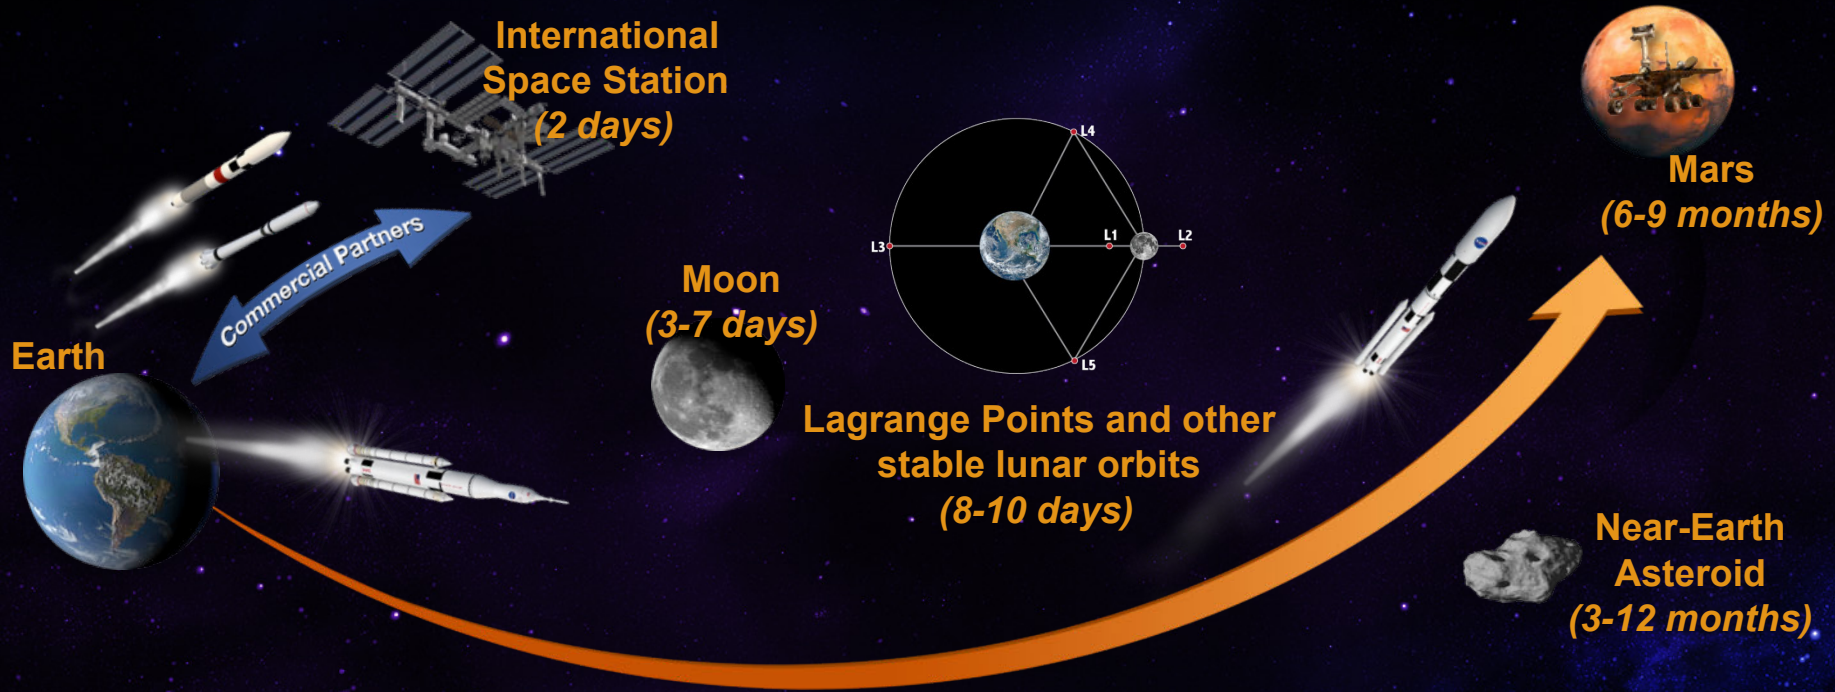 International
Space Station
(2 days)
Commercial Partners
Earth
Moon
(3-7 days)
L4
L3
L1
L2
L5
Lagrange Points and other
stable lunar orbits
(8-10 days)
Mars
(6-9 months)
Near-Earth
Asteroid
(3-12 months)